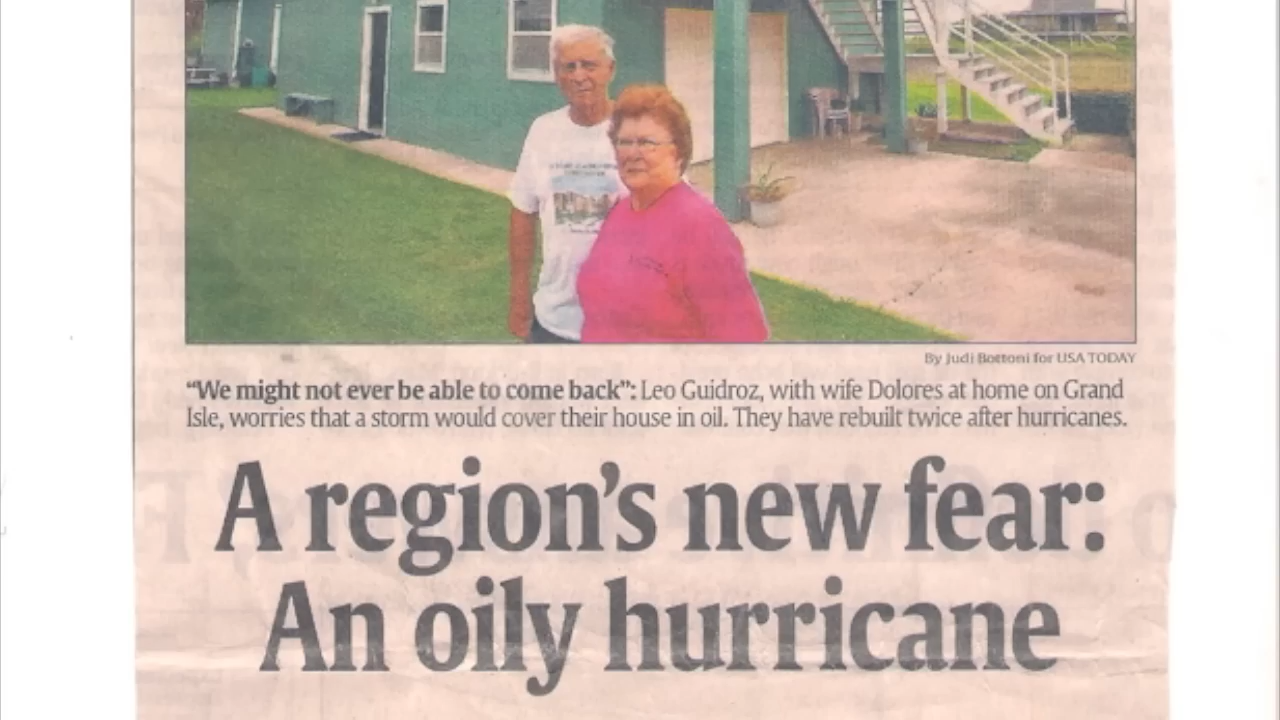 By Judi Bottoni for USA TODAY
“We might not ever be able to come back”: Leo Guidroz, with wife Dolores at home on Grand
Isle, worries that a storm would cover their house in oil. They have rebuilt twice after hurricanes.
A region’s new fear:
An oily hurricane